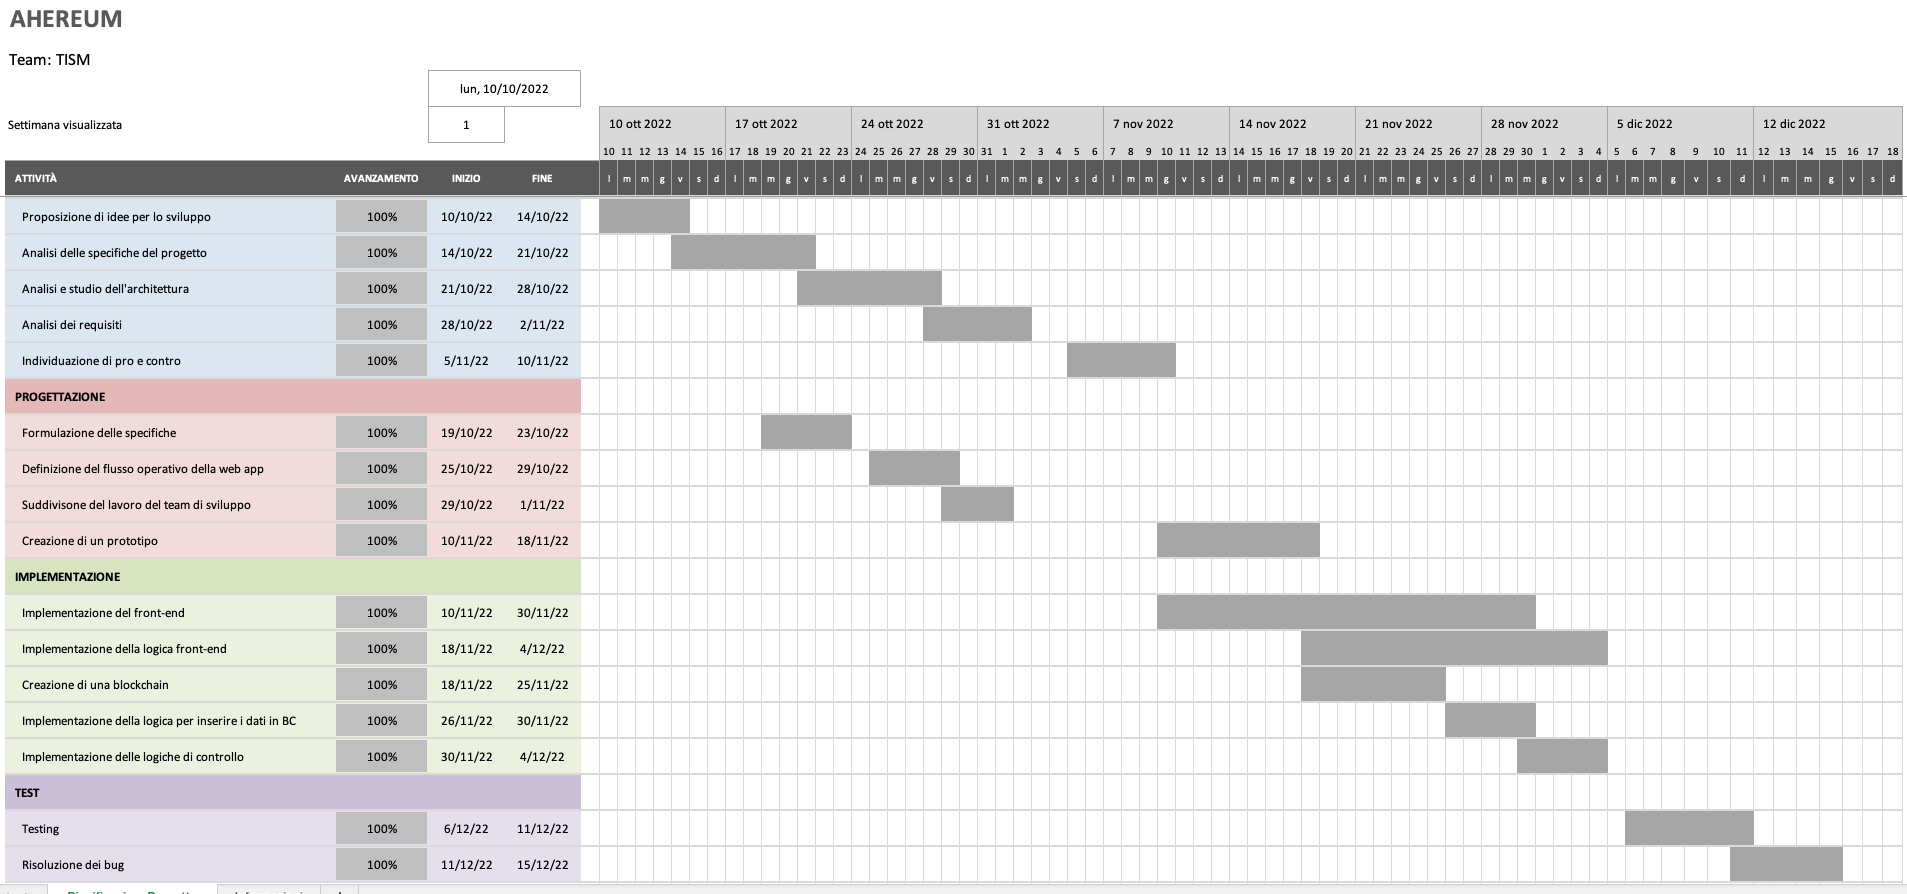 AHEREUM
Team: TISM
lun, 10/10/2022
Settimana visualizzata 1
10 ott 2022 17 ott 2022 24 ott 2022 31 ott 2022 7 nov 2022 14 nov 2022 21 nov 2022 28 nov 2022 5 dic 2022 12 dic 2022
10 11 12 13 14 15 16 17 18 19 20 21 22 23 24 25 26 27 28 29 30 31 1 2 3 4 5 6 7 8 9 10 11 12 13 14 15 16 17 18 19 20 21 22 23 24 25 26 27 28 29 30 1 2 3 4 5 6 7 8 9 10 11 12 13 14 15 16 17 18
ATTIVITÀ AVANZAMENTO INIZIO FINE l m m g v s d l m m g v s d l m m g v s d l m m g v s d l m m g v s d l m m g v s d l m m g v s d l m m g v s d l m m g v s d l m m g v s d
Proposizione di idee per lo sviluppo 100% 10/10/22 14/10/22
Analisi delle specifiche del progetto 100% 14/10/22 21/10/22
Analisi e studio dell'architettura 100% 21/10/22 28/10/22
Analisi dei requisiti 100% 28/10/22 2/11/22
Individuazione di pro e contro 100% 5/11/22 10/11/22
PROGETTAZIONE
Formulazione delle specifiche 100% 19/10/22 23/10/22
Definizione del flusso operativo della web app 100% 25/10/22 29/10/22
Suddivisone del lavoro del team di sviluppo 100% 29/10/22 1/11/22
Creazione di un prototipo 100% 10/11/22 18/11/22
IMPLEMENTAZIONE
Implementazione del front-end 100% 10/11/22 30/11/22
Implementazione della logica front-end 100% 18/11/22 4/12/22
Creazione di una blockchain 100% 18/11/22 25/11/22
Implementazione della logica per inserire i dati in BC 100% 26/11/22 30/11/22
Implementazione delle logiche di controllo 100% 30/11/22 4/12/22
TEST
Testing 100% 6/12/22 11/12/22
Risoluzione dei bug 100% 11/12/22 15/12/22